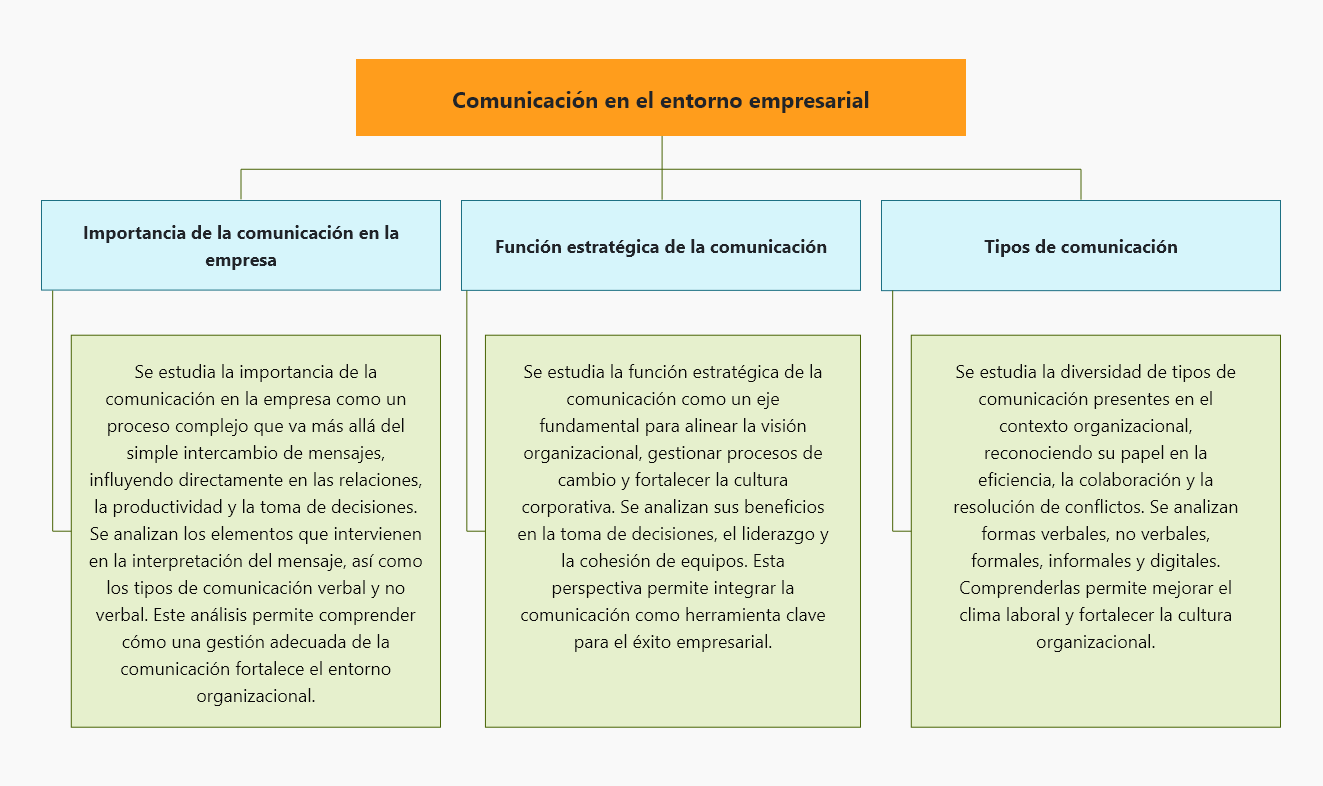 Comunicación en el entorno empresarial
Importancia de la comunicación en la
empresa
Se estudia la importancia de la
comunicación en la empresa como un
proceso complejo que va más allá del
simple intercambio de mensajes,
influyendo directamente en las relaciones,
la productividad y la toma de decisiones.
Se analizan los elementos que intervienen
en la interpretación del mensaje, así como
los tipos de comunicación verbal y no
verbal. Este análisis permite comprender
cómo una gestión adecuada de la
comunicación fortalece el entorno
organizacional.
Función estratégica de la comunicación
Se estudia la función estratégica de la
comunicación como un eje
fundamental para alinear la visión
organizacional, gestionar procesos de
cambio y fortalecer la cultura
corporativa. Se analizan sus beneficios
en la toma de decisiones, el liderazgo y
la cohesión de equipos. Esta
perspectiva permite integrar la
comunicación como herramienta clave
para el éxito empresarial.
Tipos de comunicación
Se estudia la diversidad de tipos de
comunicación presentes en el
contexto organizacional,
reconociendo su papel en la
eficiencia, la colaboración y la
resolución de conflictos. Se analizan
formas verbales, no verbales,
formales, informales y digitales.
Comprenderlas permite mejorar el
clima laboral y fortalecer la cultura
organizacional.